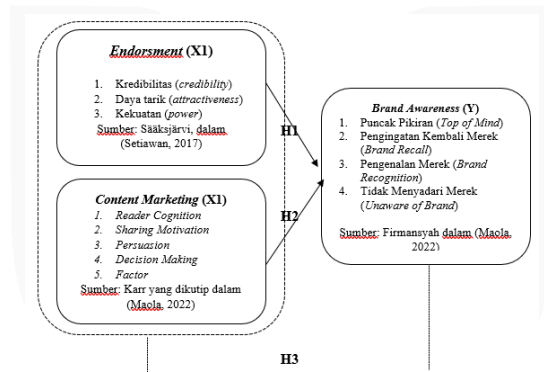 Endorsment (X1)
1. Kredibilitas (credibility)
2. Daya tarik (attractiveness)
3. Kekuatan (power)
Sumber: Sääksjärvi, dalam
(Setiawan, 2017)
H1
Content Marketing (X1)
1. Reader Cognition
2. Sharing Motivation
3. Persuasion
4. Decision Making
5. Factor
Sumber: Karr yang dikutip dalam
(Maola, 2022)
H2
Brand Awareness (Y)
1. Puncak Pikiran (Top of Mind)
2. Pengingatan Kembali Merek
(Brand Recall)
3. Pengenalan Merek (Brand
Recognition)
4. Tidak Menyadari Merek
(Unaware of Brand)
Sumber: Firmansyah dalam (Maola,
2022)
H3